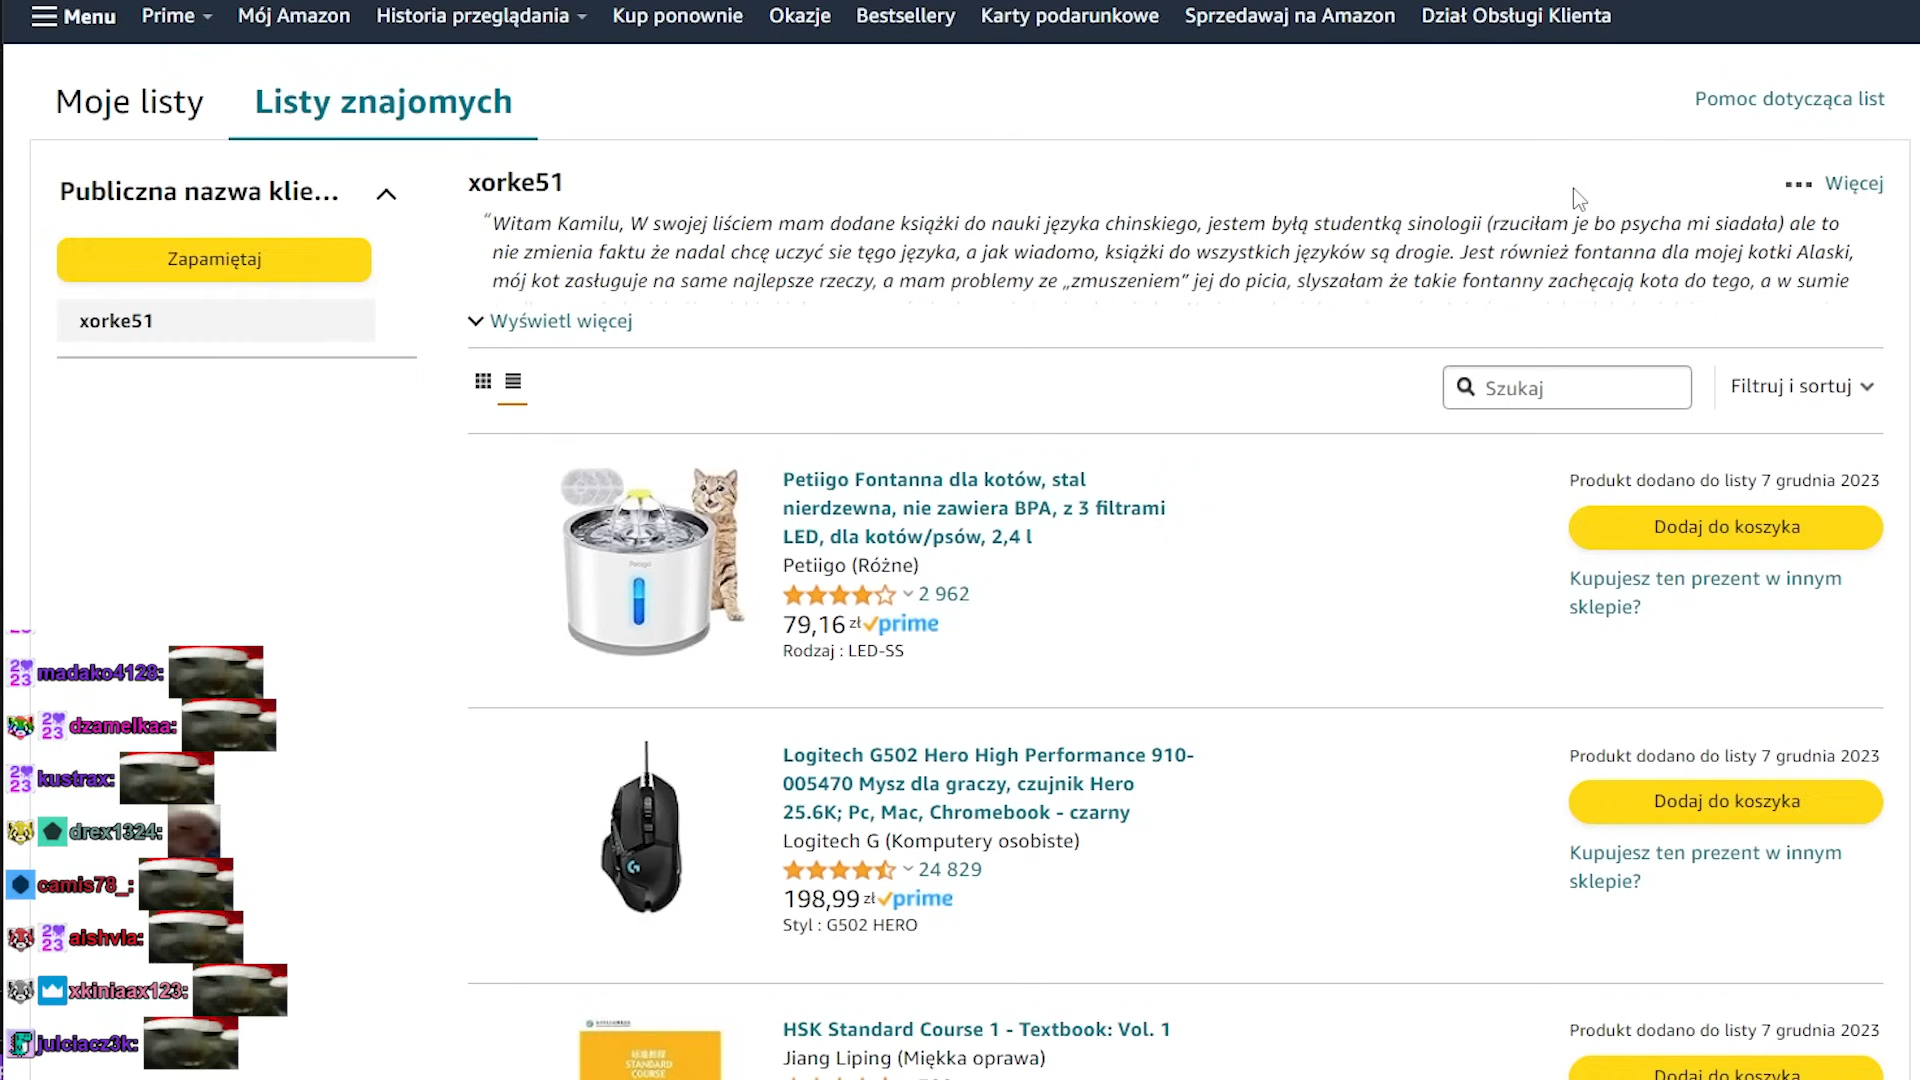 Menu Prime Mój Amazon Historia przeglądania Kup ponownie Okazje Bestsellery Karty podarunkowe Sprzedawaj na Amazon Dział Obsługi Klienta
Moje listy Listy znajomych Pomoc dotycząca list
Publiczna nazwa klie...
Zapamiętaj
xorke51
xorke51
Więcej
“Witam Kamilu, W swojej liściem mam dodane książki do nauki języka chinskiego, jestem byłą studentką sinologii (rzuciłam je bo psycha mi siadała) ale to
nie zmienia faktu że nadal chcę uczyć sie tęgo języka, a jak wiadomo, książki do wszystkich języków są drogie. Jest również fontanna dla mojej kotki Alaski,
mój kot zasługuje na same najlepsze rzeczy, a mam problemy ze „zmuszeniem” jej do picia, slyszałam że takie fontanny zachęcają kota do tego, a w sumie
Wyświetl więcej
Szukaj
Filtruj i sortuj
Petiigo Fontanna dla kotów, stal
nierdzewna, nie zawiera BPA, z 3 filtrami
LED, dla kotów/psów, 2,4 l
Petiigo (Różne)
2 962
79,16 zł prime
Rodzaj : LED-SS
Produkt dodano do listy 7 grudnia 2023
Dodaj do koszyka
Kupujesz ten prezent w innym
sklepie?
Logitech G502 Hero High Performance 910-
005470 Mysz dla graczy, czujnik Hero
25.6K; Pc, Mac, Chromebook - czarny
Logitech G (Komputery osobiste)
24 829
198,99 zł prime
Styl : G502 HERO
Produkt dodano do listy 7 grudnia 2023
Dodaj do koszyka
Kupujesz ten prezent w innym
sklepie?
STANDARD
COURSE
HSK Standard Course 1 - Textbook: Vol. 1
Jiang Liping (Miękka oprawa)
Produkt dodano do listy 7 grudnia 2023
Dodaj do koszyka
madako4128:
dzamelkaa:
kustrax:
drex1324:
camis78_:
aishvla:
xkiniaax123:
julciacz3k: